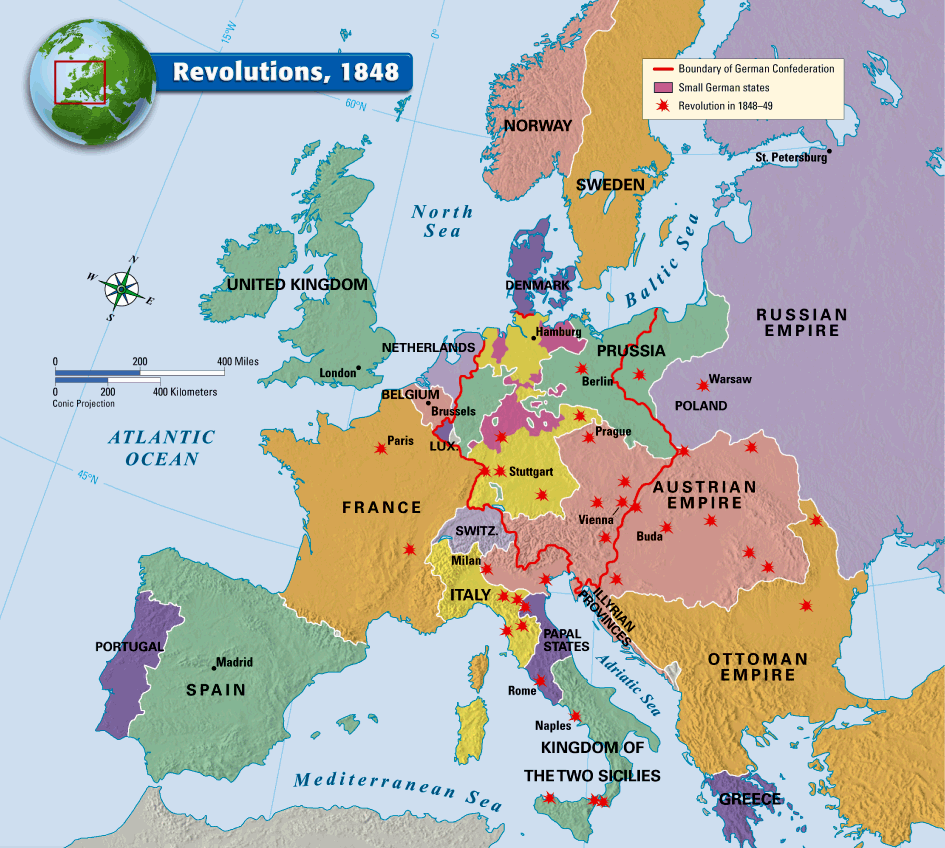 Revolutions, 1848
15°W
0°
60°N
Boundary of German Confederation
Small German states
Revolution in 1848–49
NORWAY
SWEDEN
St. Petersburg
North
Sea
Baltic Sea
N
W
E
S
UNITED KINGDOM
DENMARK
RUSSIAN
EMPIRE
Hamburg
NETHERLANDS
PRUSSIA
0
200
400 Miles
0
200
400 Kilometers
Conic Projection
London
Berlin
Warsaw
POLAND
BELGIUM
Brussels
ATLANTIC
OCEAN
Paris
LUX.
Prague
45°N
Stuttgart
FRANCE
AUSTRIAN
EMPIRE
Vienna
Buda
SWITZ.
Milan
ITALY
ILLYRIAN
PROVINCES
PORTUGAL
PAPAL
STATES
Madrid
SPAIN
Adriatic Sea
OTTOMAN
EMPIRE
Rome
Naples
KINGDOM OF
THE TWO SICILIES
Mediterranean Sea
GREECE